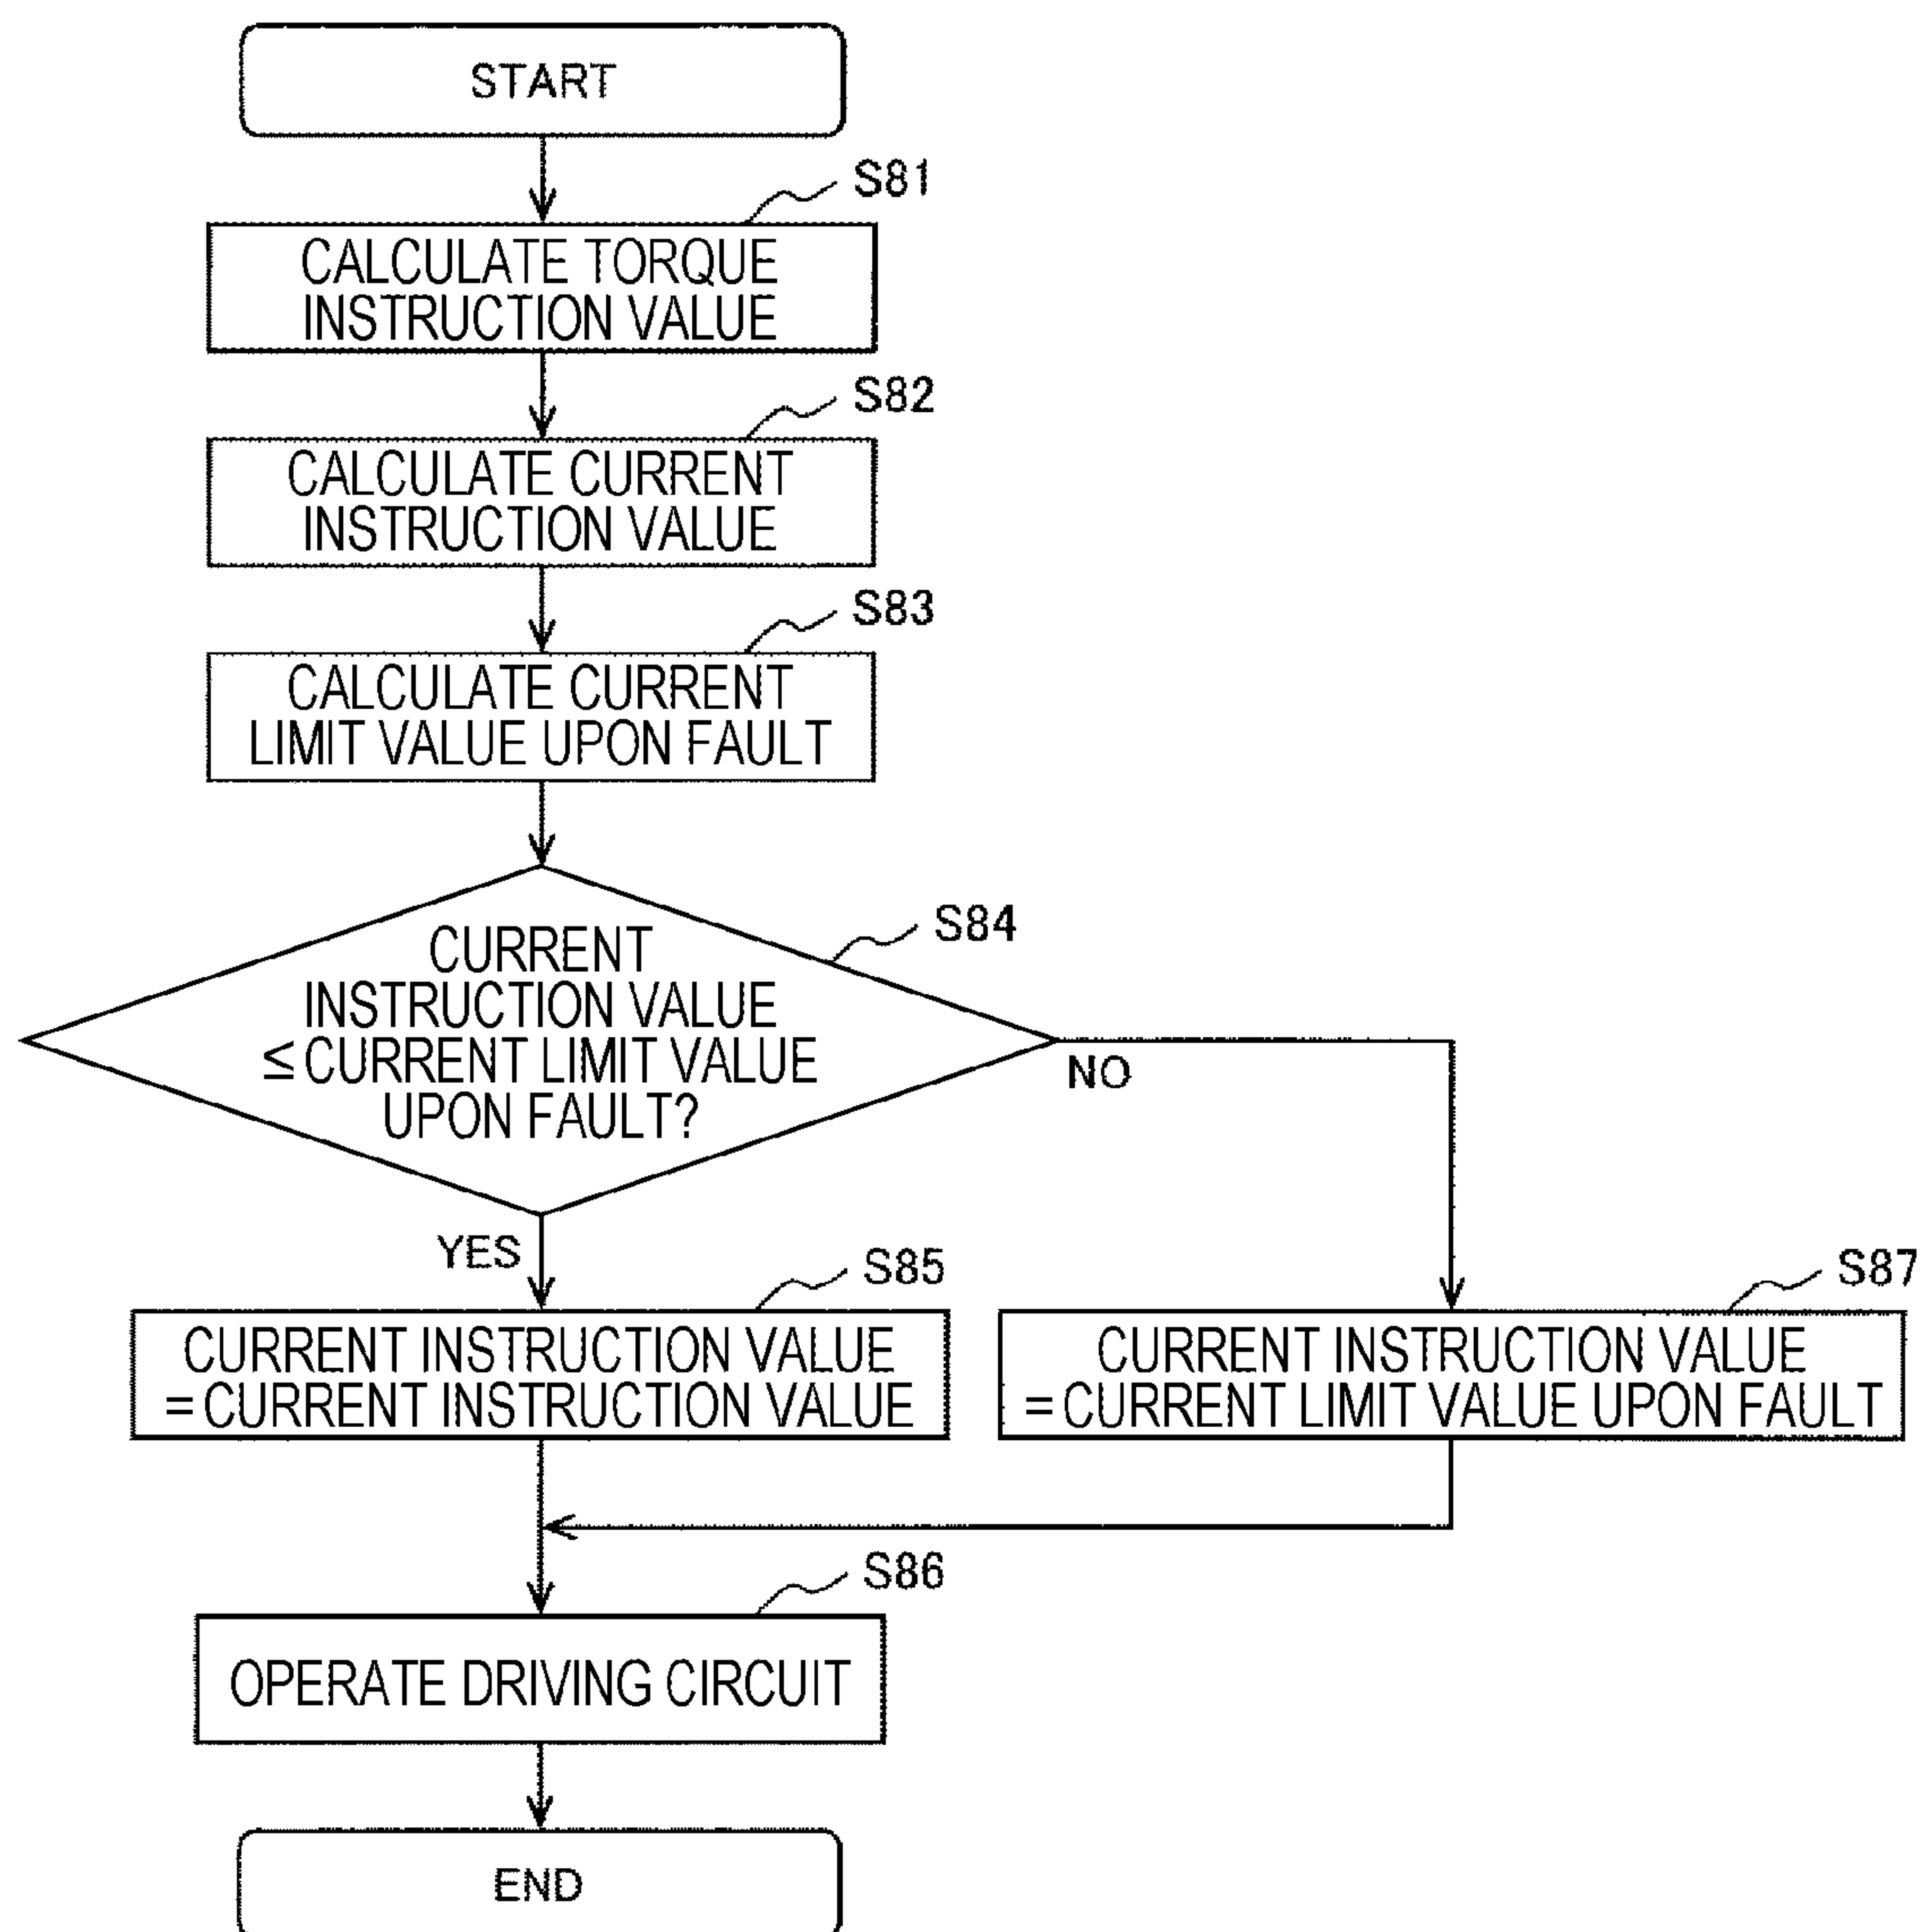 START
S81
CALCULATE TORQUE
INSTRUCTION VALUE
S82
CALCULATE CURRENT
INSTRUCTION VALUE
S83
CALCULATE CURRENT
LIMIT VALUE UPON FAULT
S84
CURRENT
INSTRUCTION VALUE
≤ CURRENT LIMIT VALUE
UPON FAULT?
NO
YES
S85
CURRENT INSTRUCTION VALUE
= CURRENT INSTRUCTION VALUE
S87
CURRENT INSTRUCTION VALUE
= CURRENT LIMIT VALUE UPON FAULT
S86
OPERATE DRIVING CIRCUIT
END